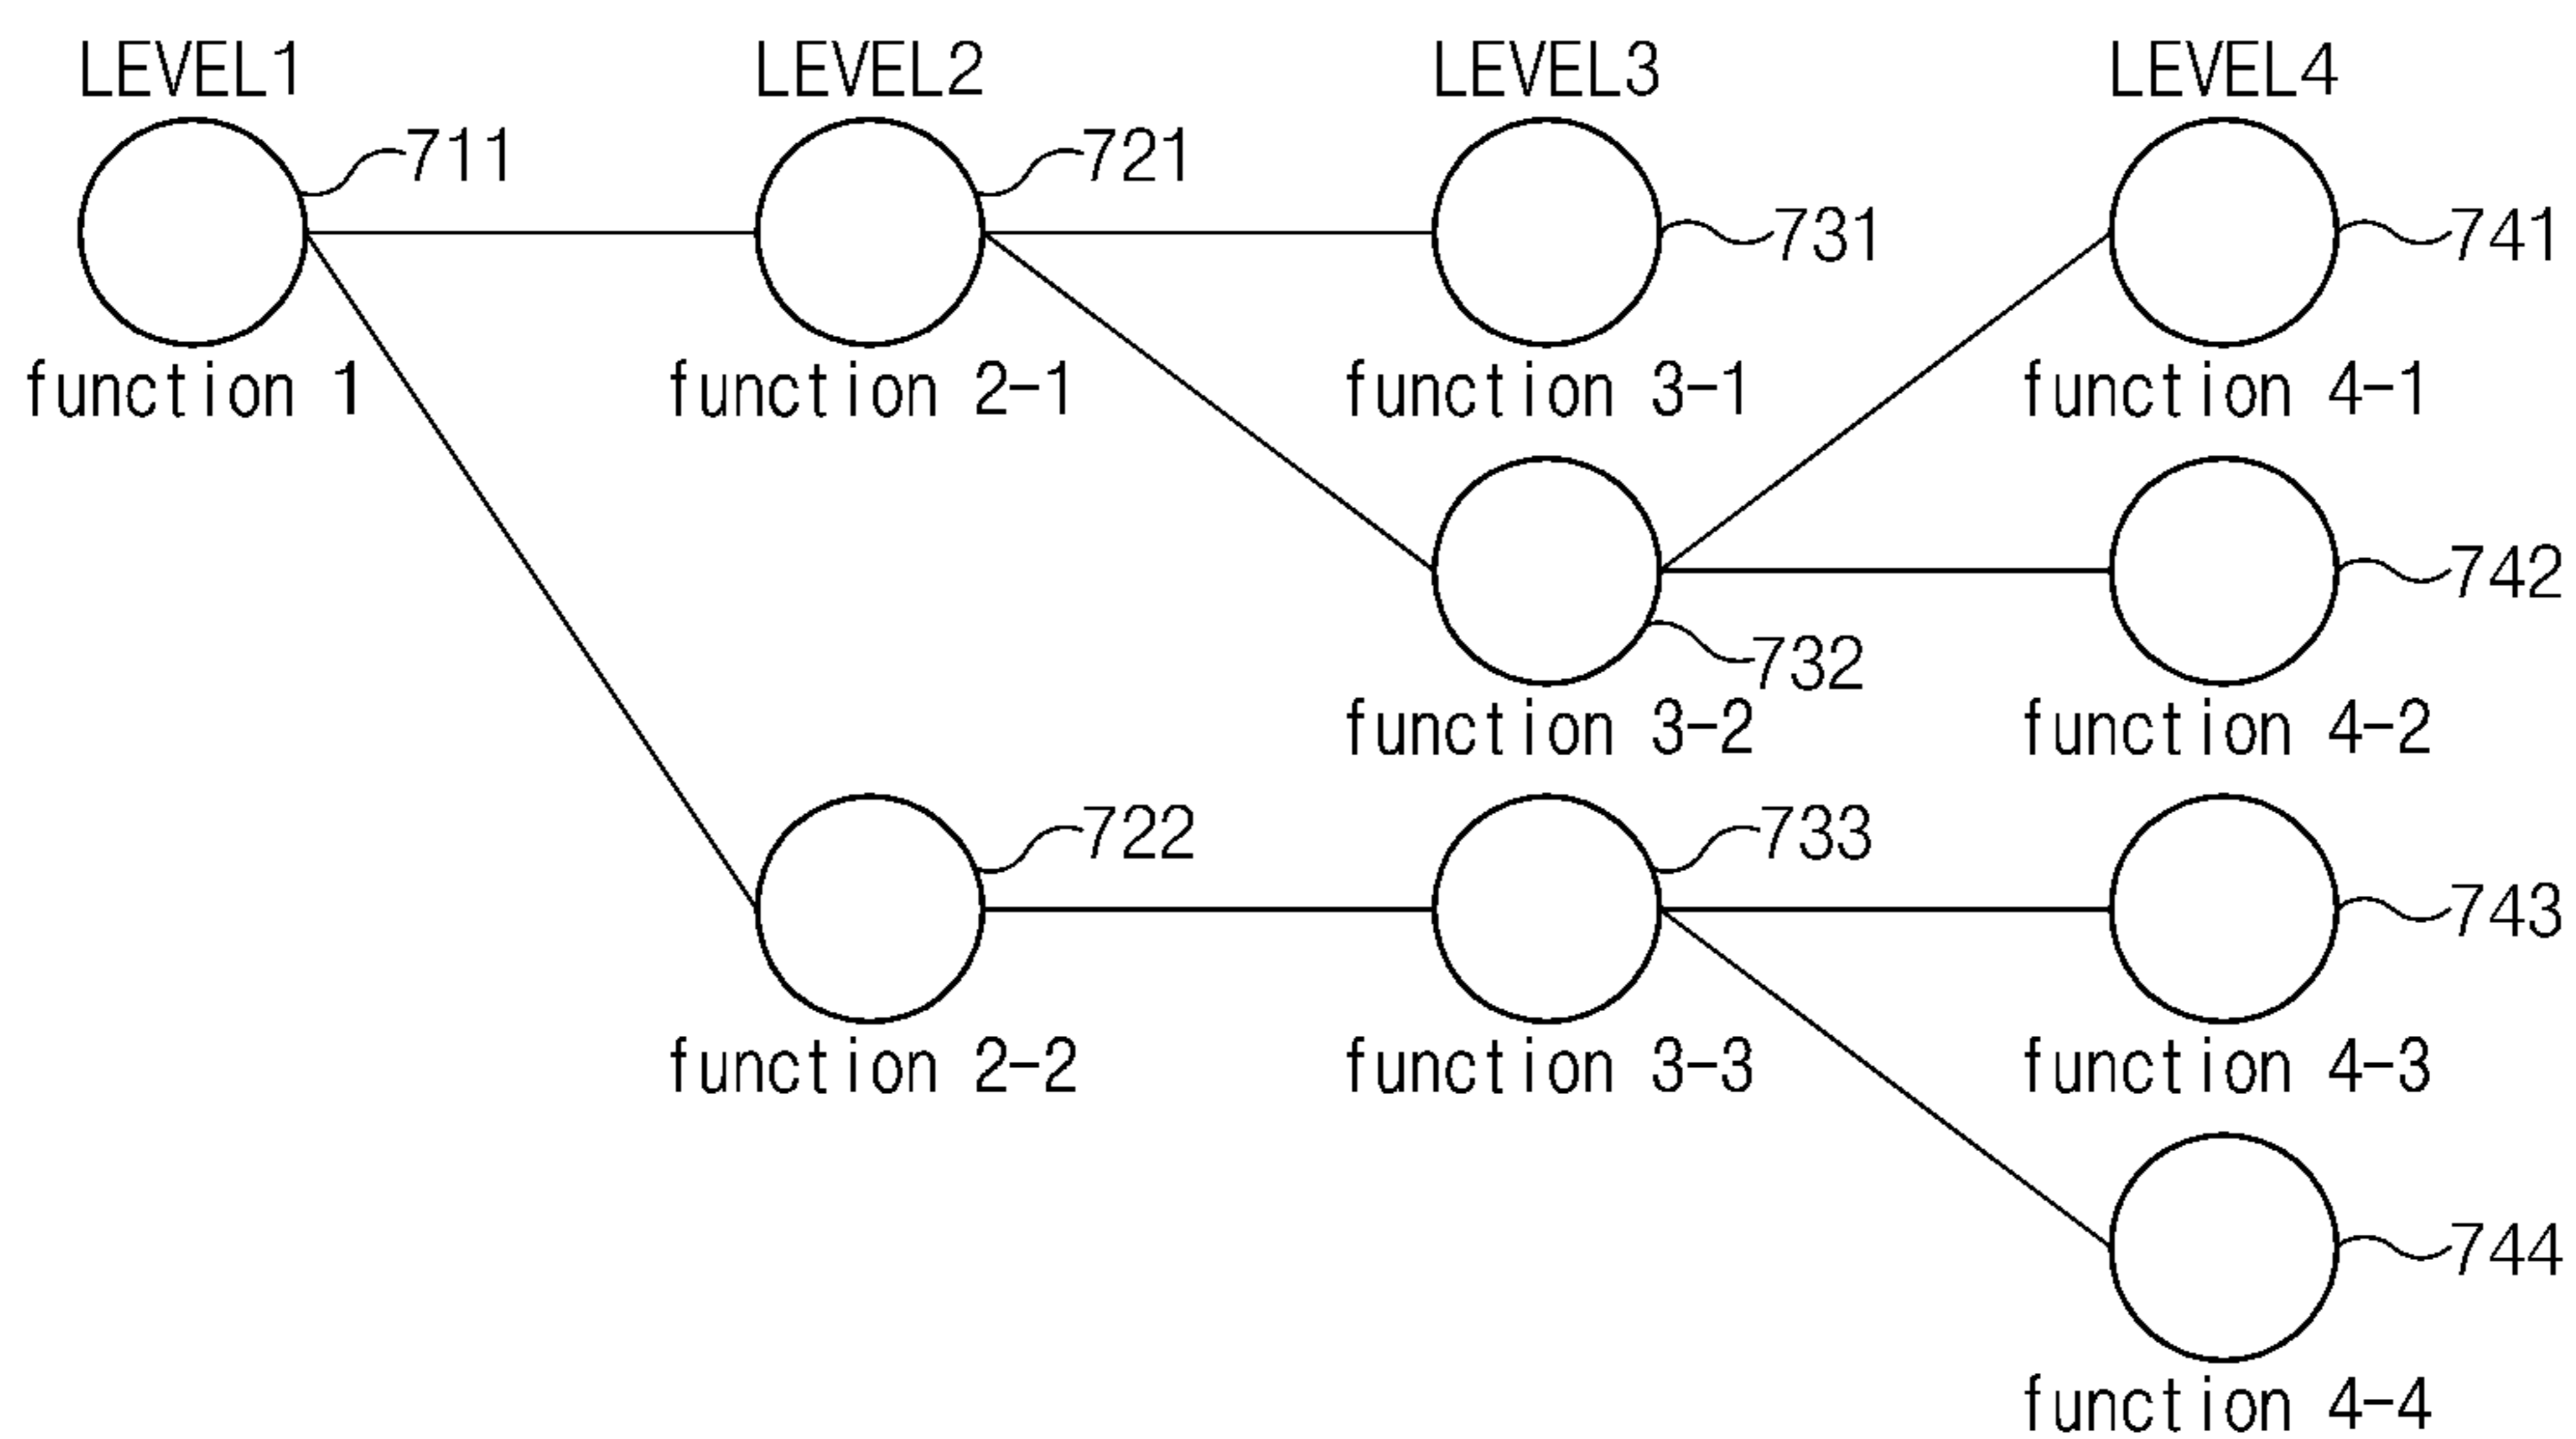 LEVEL1 LEVEL2 LEVEL3 LEVEL4
711 721
731 741
function 1 function 2-1 function 3-1 function 4-1
742
732
function 3-2 function 4-2
722 733
743
function 2-2 function 3-3 function 4-3
744
function 4-4